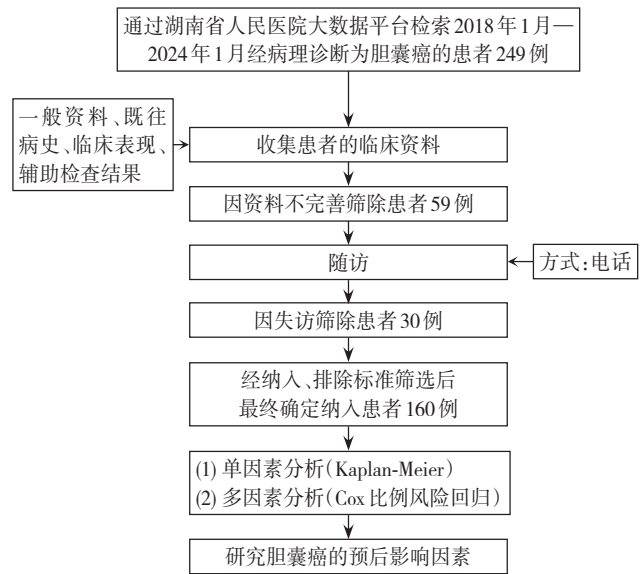 通过湖南省人民医院大数据平台检索2018年1月—
2024年1月经病理诊断为胆囊癌的患者249例
一般资料、既往
病史、临床表现、
辅助检查结果
收集患者的临床资料
因资料不完善筛除患者59例
随访
方式:电话
因失访筛除患者30例
经纳入、排除标准筛选后
最终确定纳入患者160例
(1) 单因素分析(Kaplan-Meier)
(2) 多因素分析(Cox比例风险回归)
研究胆囊癌的预后影响因素